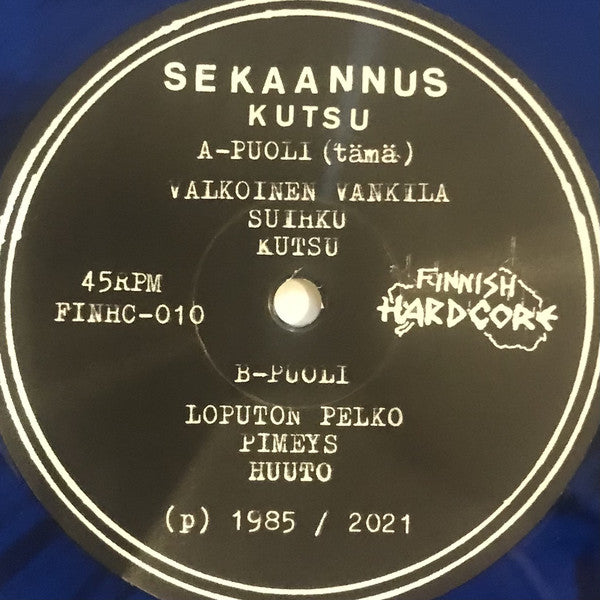 SEKAANNUS
KUTSU
A-PUOLI (tämä)
VALKOINEN VANKILA
SUIHKU
KUTSU
45RPM
FINHC-010
FINNISH
HARDCORE
B-PUOLI
LOPUTON PELKO
PIMEYS
HUUTO
(p) 1985 / 2021